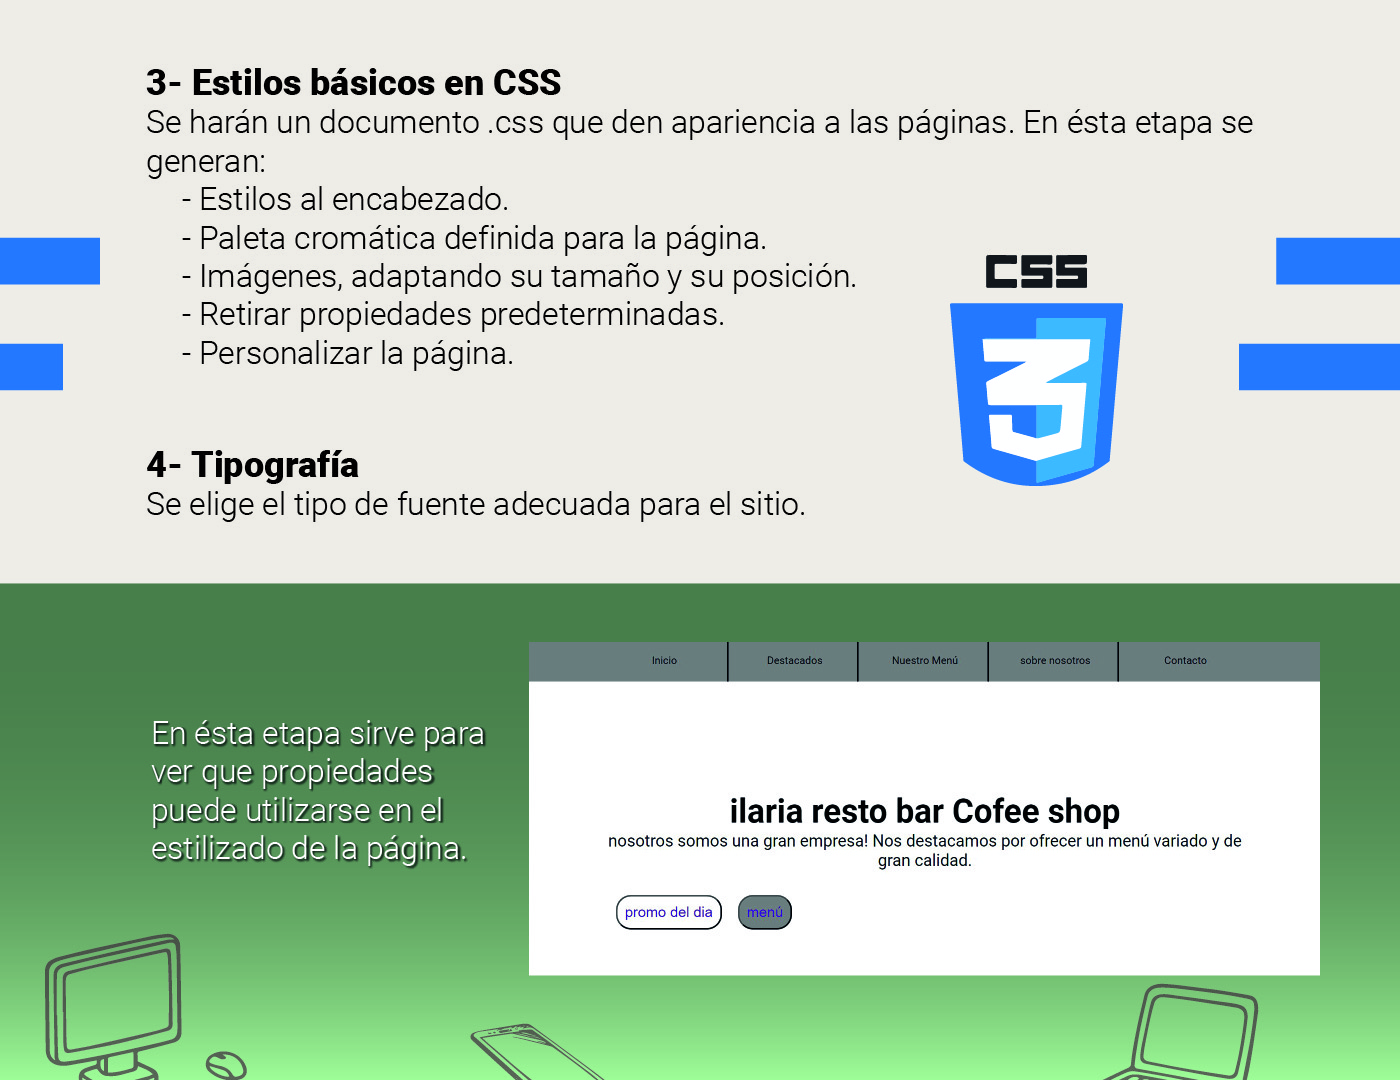 3- Estilos básicos en CSS
Se harán un documento .css que den apariencia a las páginas. En ésta etapa se
generan:
- Estilos al encabezado.
- Paleta cromática definida para la página.
- Imágenes, adaptando su tamaño y su posición.
- Retirar propiedades predeterminadas.
- Personalizar la página.
CSS
3
4- Tipografía
Se elige el tipo de fuente adecuada para el sitio.
En ésta etapa sirve para
ver que propiedades
puede utilizarse en el
estilizado de la página.
Inicio Destacados Nuestro Menú sobre nosotros Contacto
ilaria resto bar Cofee shop
nosotros somos una gran empresa! Nos destacamos por ofrecer un menú variado y de
gran calidad.
promo del dia menú